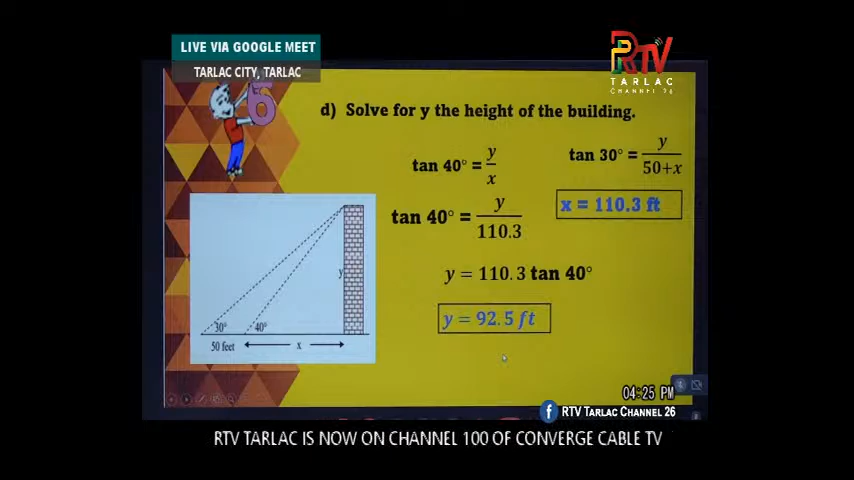 LIVE VIA GOOGLE MEET
TARLAC CITY, TARLAC
RTV
TARLAC
CHANNEL 26
6
d) Solve for y the height of the building.
tan 40° = y/x
tan 30° = y/50+x
x = 110.3 ft
tan 40° = y/110.3
y = 110.3 tan 40°
y = 92.5 ft
y
30°
40°
50 feet
x
04:25 PM
RTV TARLAC CHANNEL 26
RTV TARLAC IS NOW ON CHANNEL 100 OF CONVERGE CABLE TV